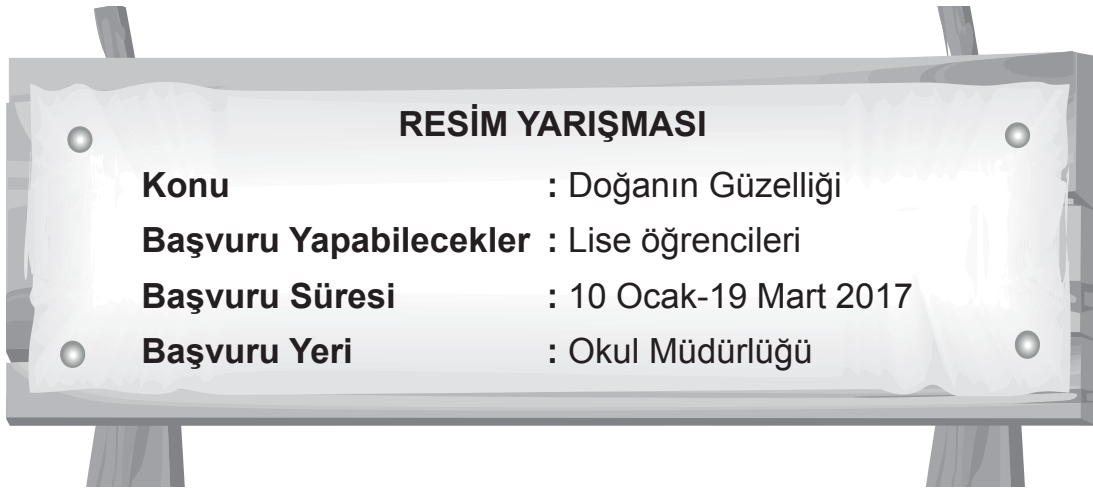 RESİM YARIŞMASI
Konu : Doğanın Güzelliği
Başvuru Yapabilecekler : Lise öğrencileri
Başvuru Süresi : 10 Ocak-19 Mart 2017
Başvuru Yeri : Okul Müdürlüğü